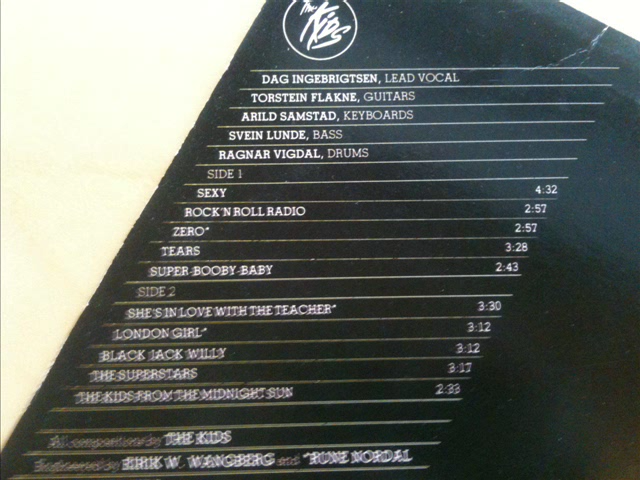 The KIDS
DAG INGEBRIGTSEN, LEAD VOCAL
TORSTEIN FLAKNE, GUITARS
ARILD SAMSTAD, KEYBOARDS
SVEIN LUNDE, BASS
RAGNAR VIGDAL, DRUMS
SIDE 1
SEXY 4:32
ROCK'N ROLL RADIO 2:57
ZERO* 2:57
TEARS 3:28
SUPER-BOOBY-BABY 2:43
SIDE 2
SHE'S IN LOVE WITH THE TEACHER* 3:30
LONDON GIRL* 3:12
BLACK JACK WILLY 3:12
THE SUPERSTARS 3:17
THE KIDS FROM THE MIDNIGHT SUN 2:33
All compositions by THE KIDS
Engineered by EIRIK W. WANGBERG and *RUNE NORDAL